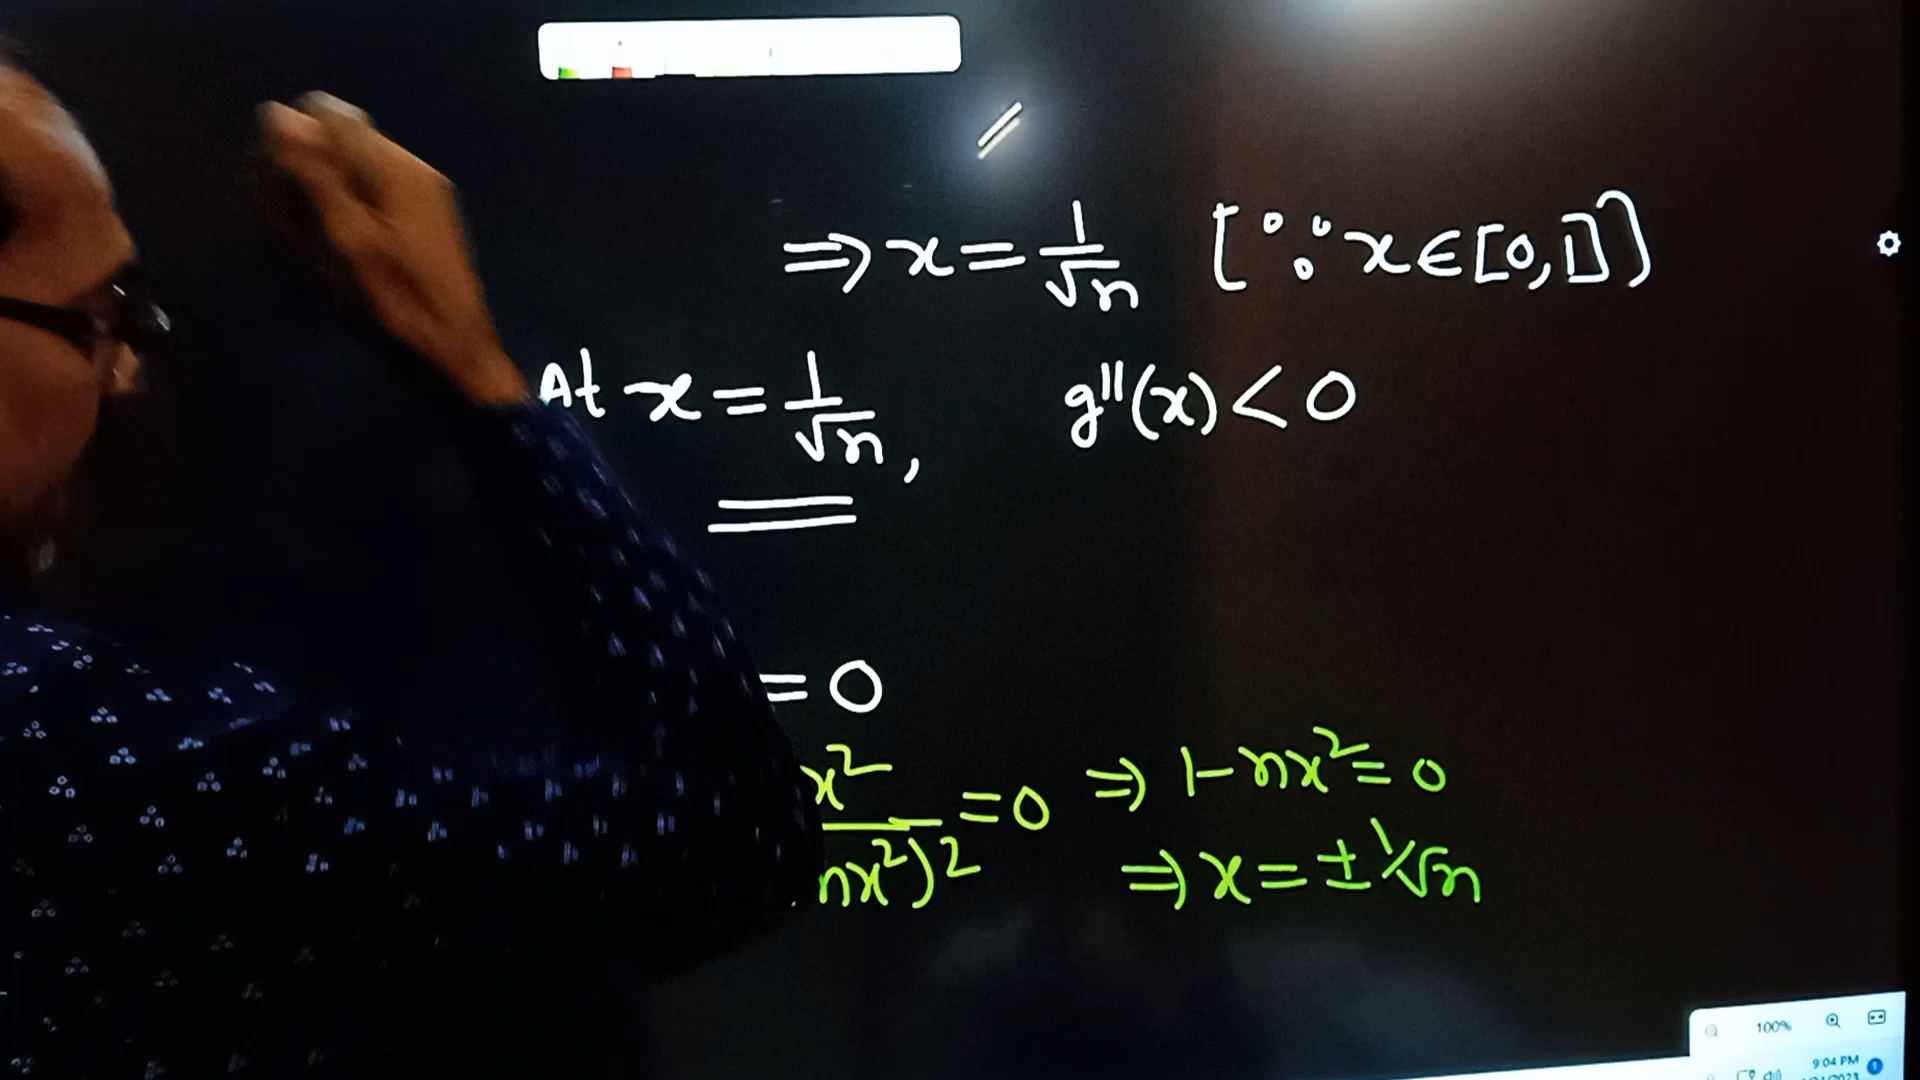 ⇒ x = 1/√n [∵ x ∈ [0,1]]
At x = 1/√n, g''(x) < 0
= 0
x² / nx²)² = 0 ⇒ 1 - nx² = 0
⇒ x = ± 1/√n
100%
9:04 PM